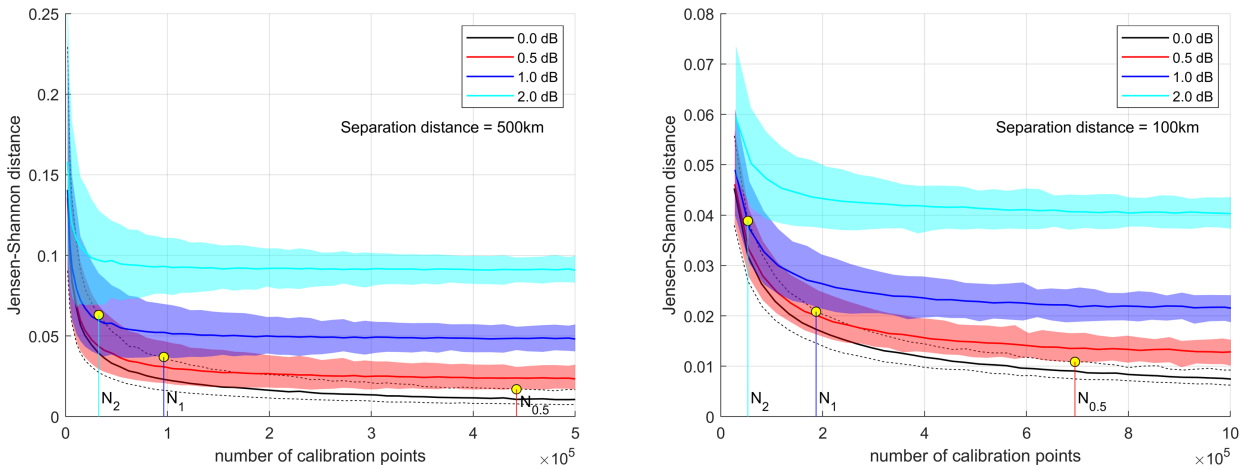 0.25
0.2
0.15
0.1
0.05
0
Jensen-Shannon distance
0.0 dB
0.5 dB
1.0 dB
2.0 dB
Separation distance = 500km
N2
N1
N0.5
0 1 2 3 4 5
number of calibration points
×10^5
0.08
0.07
0.06
0.05
0.04
0.03
0.02
0.01
0
Jensen-Shannon distance
0.0 dB
0.5 dB
1.0 dB
2.0 dB
Separation distance = 100km
N2
N1
N0.5
0 2 4 6 8 10
number of calibration points
×10^5